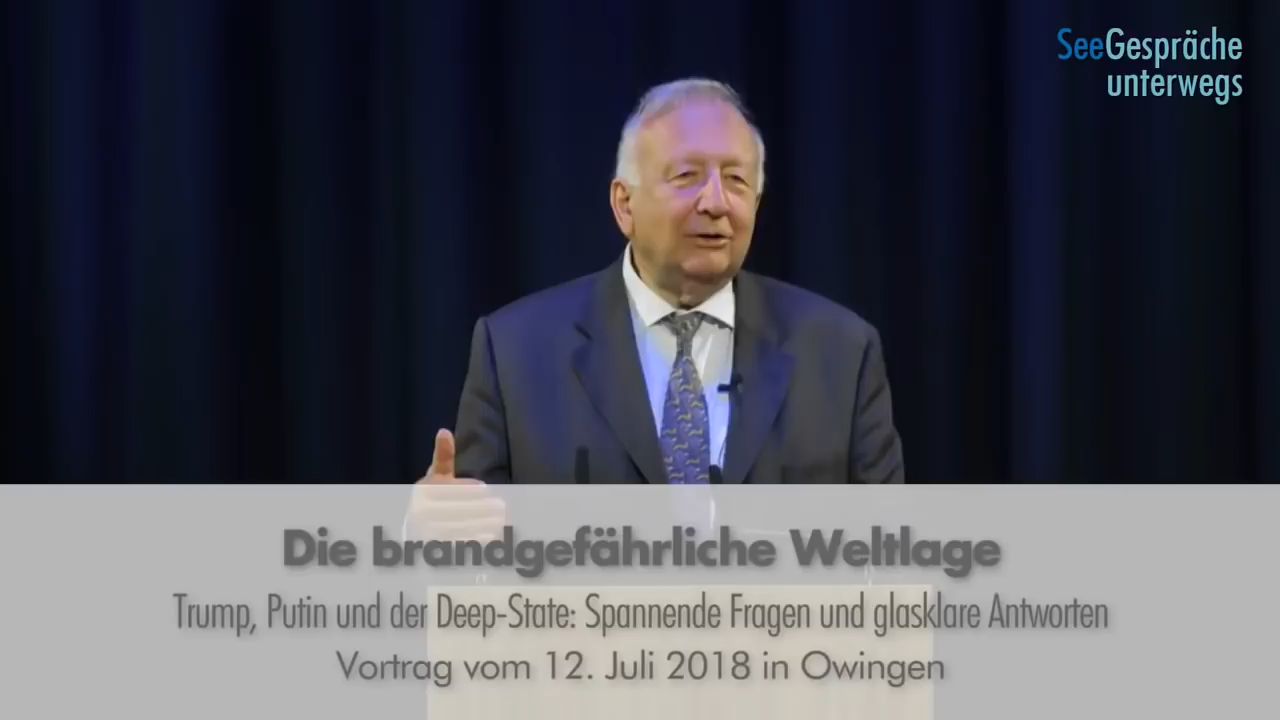 SeeGespräche
unterwegs
Die brandgefährliche Weltlage
Trump, Putin und der Deep-State: Spannende Fragen und glasklare Antworten
Vortrag vom 12. Juli 2018 in Owingen